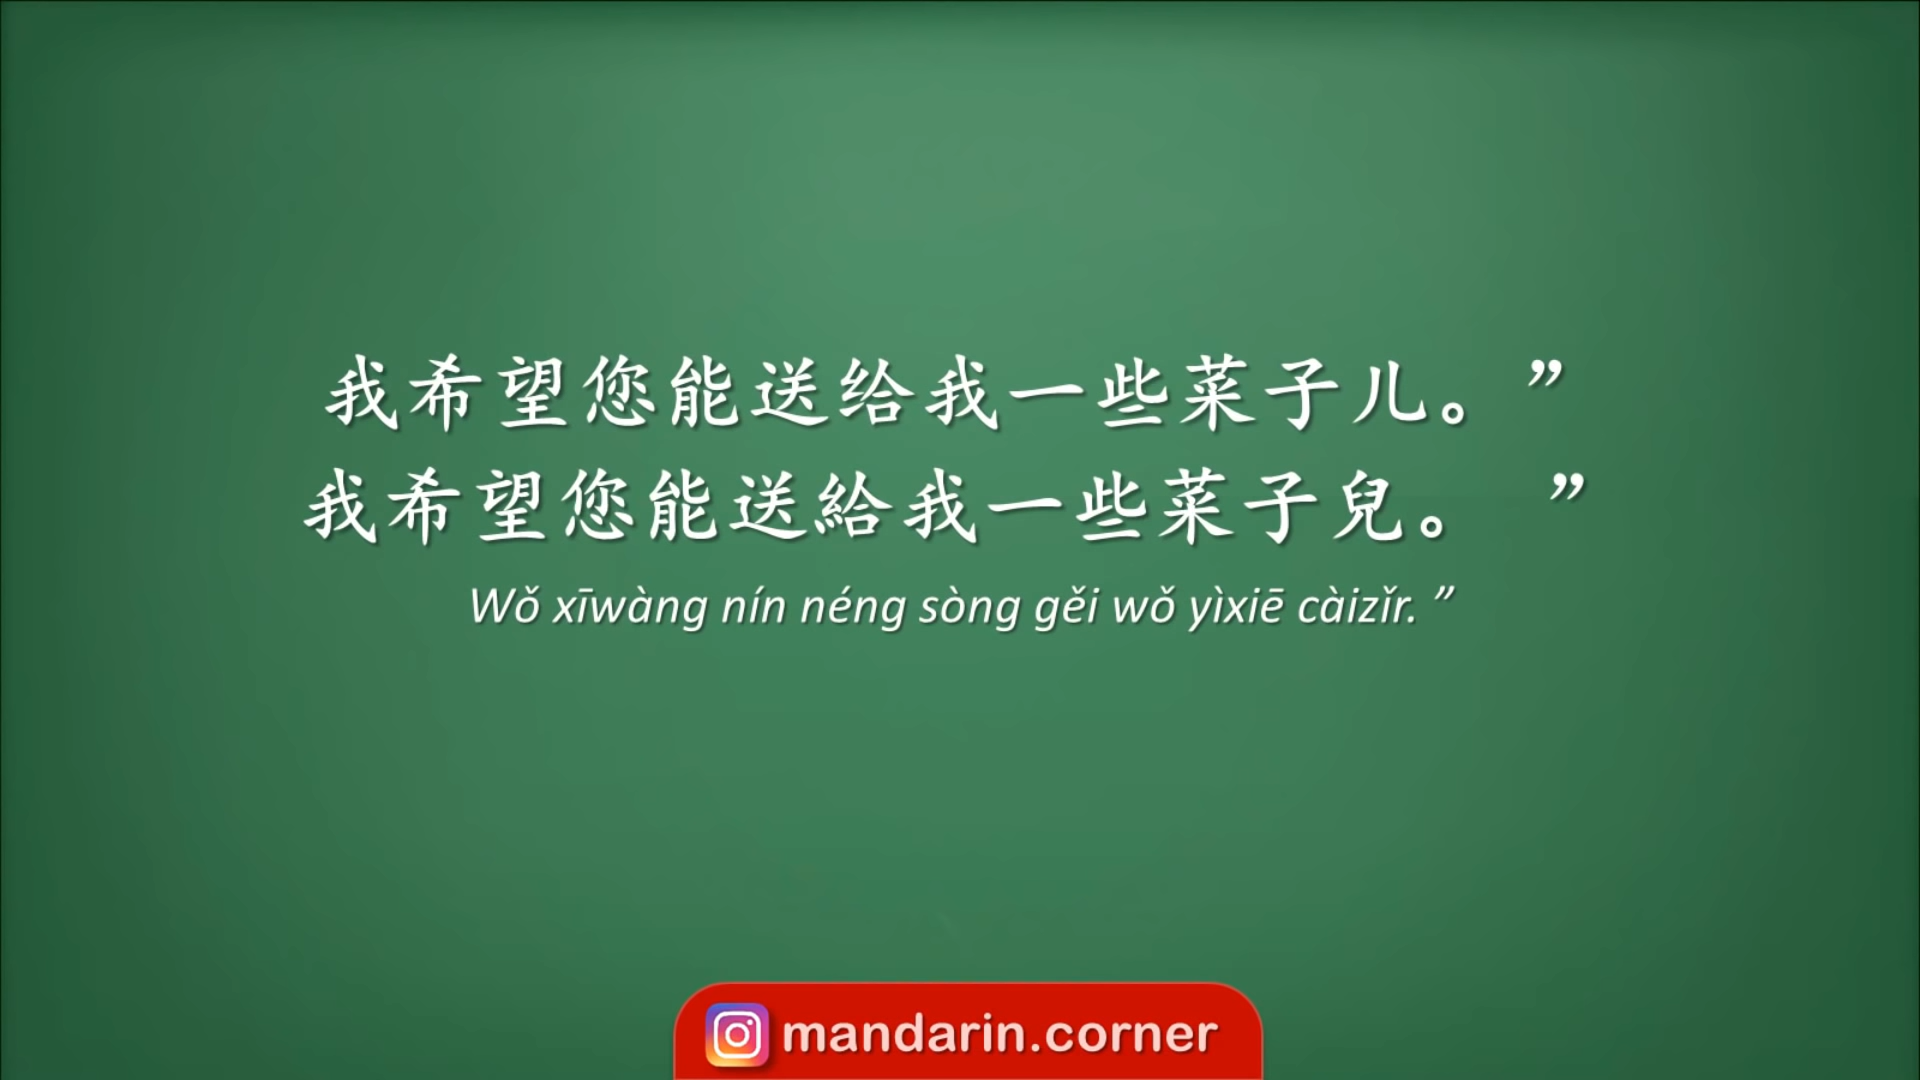 我希望您能送给我一些菜子儿。”
我希望您能送給我一些菜子兒。 ”
Wǒ xīwàng nín néng sòng gěi wǒ yìxiē càizǐr. ”
mandarin.corner